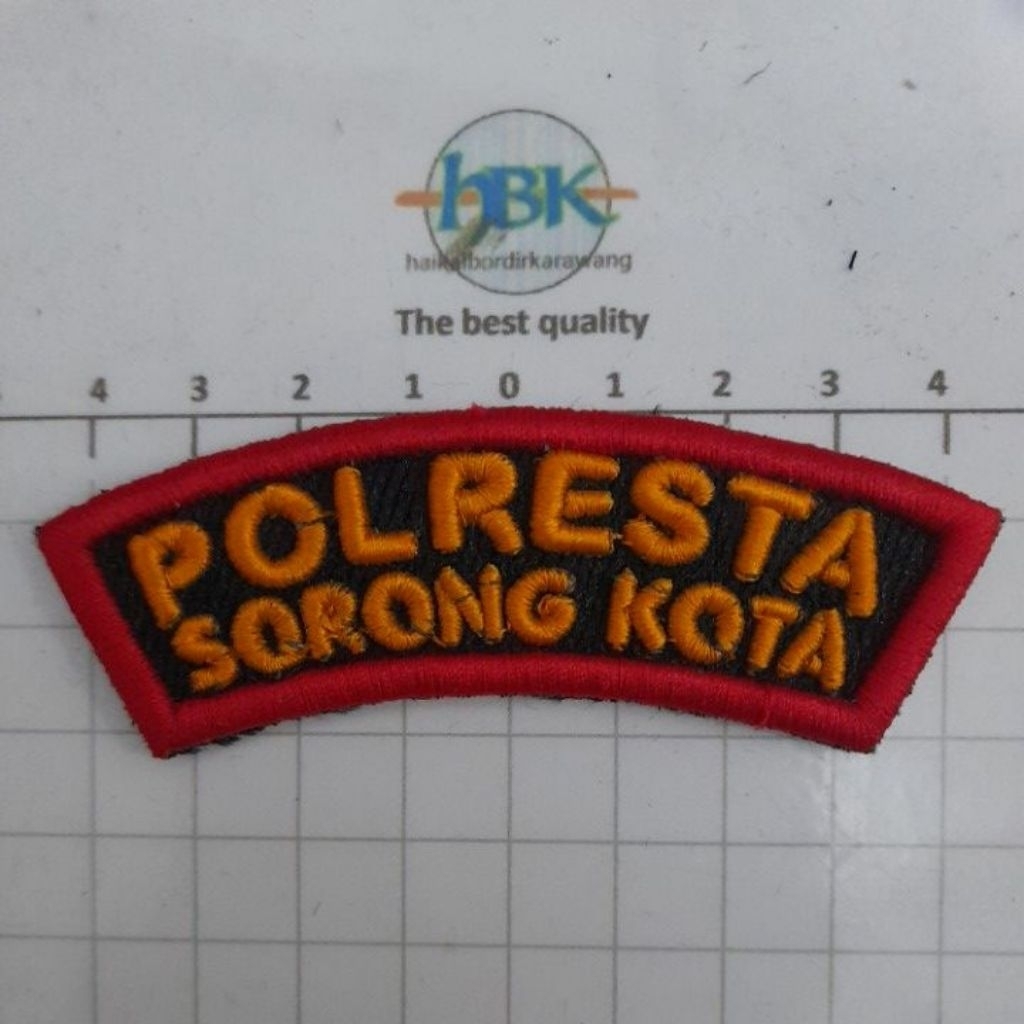 hBK
haikalbordirkarawang
The best quality
4 3 2 1 0 1 2 3 4
POLRESTA
SORONG KOTA